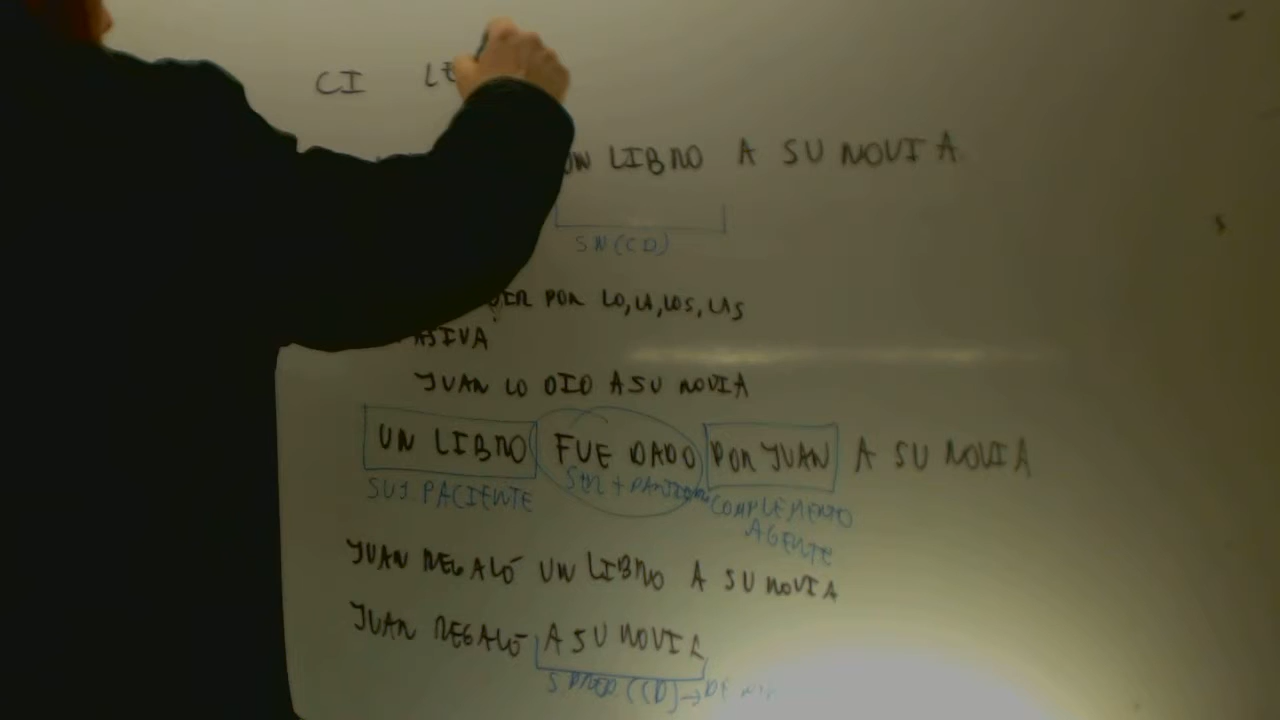 CI LE
UN LIBRO A SU NOVIA
SN (CD)
POR LO, LA, LOS, LAS
JUAN LO DIO A SU NOVIA
UN LIBRO FUE DADO POR JUAN A SU NOVIA
SUJ. PACIENTE SER + COMPLEMENTO
AGENTE
JUAN REGALÓ UN LIBRO A SU NOVIA
JUAN REGALÓ A SU NOVIA
S. PREP. (CD) →